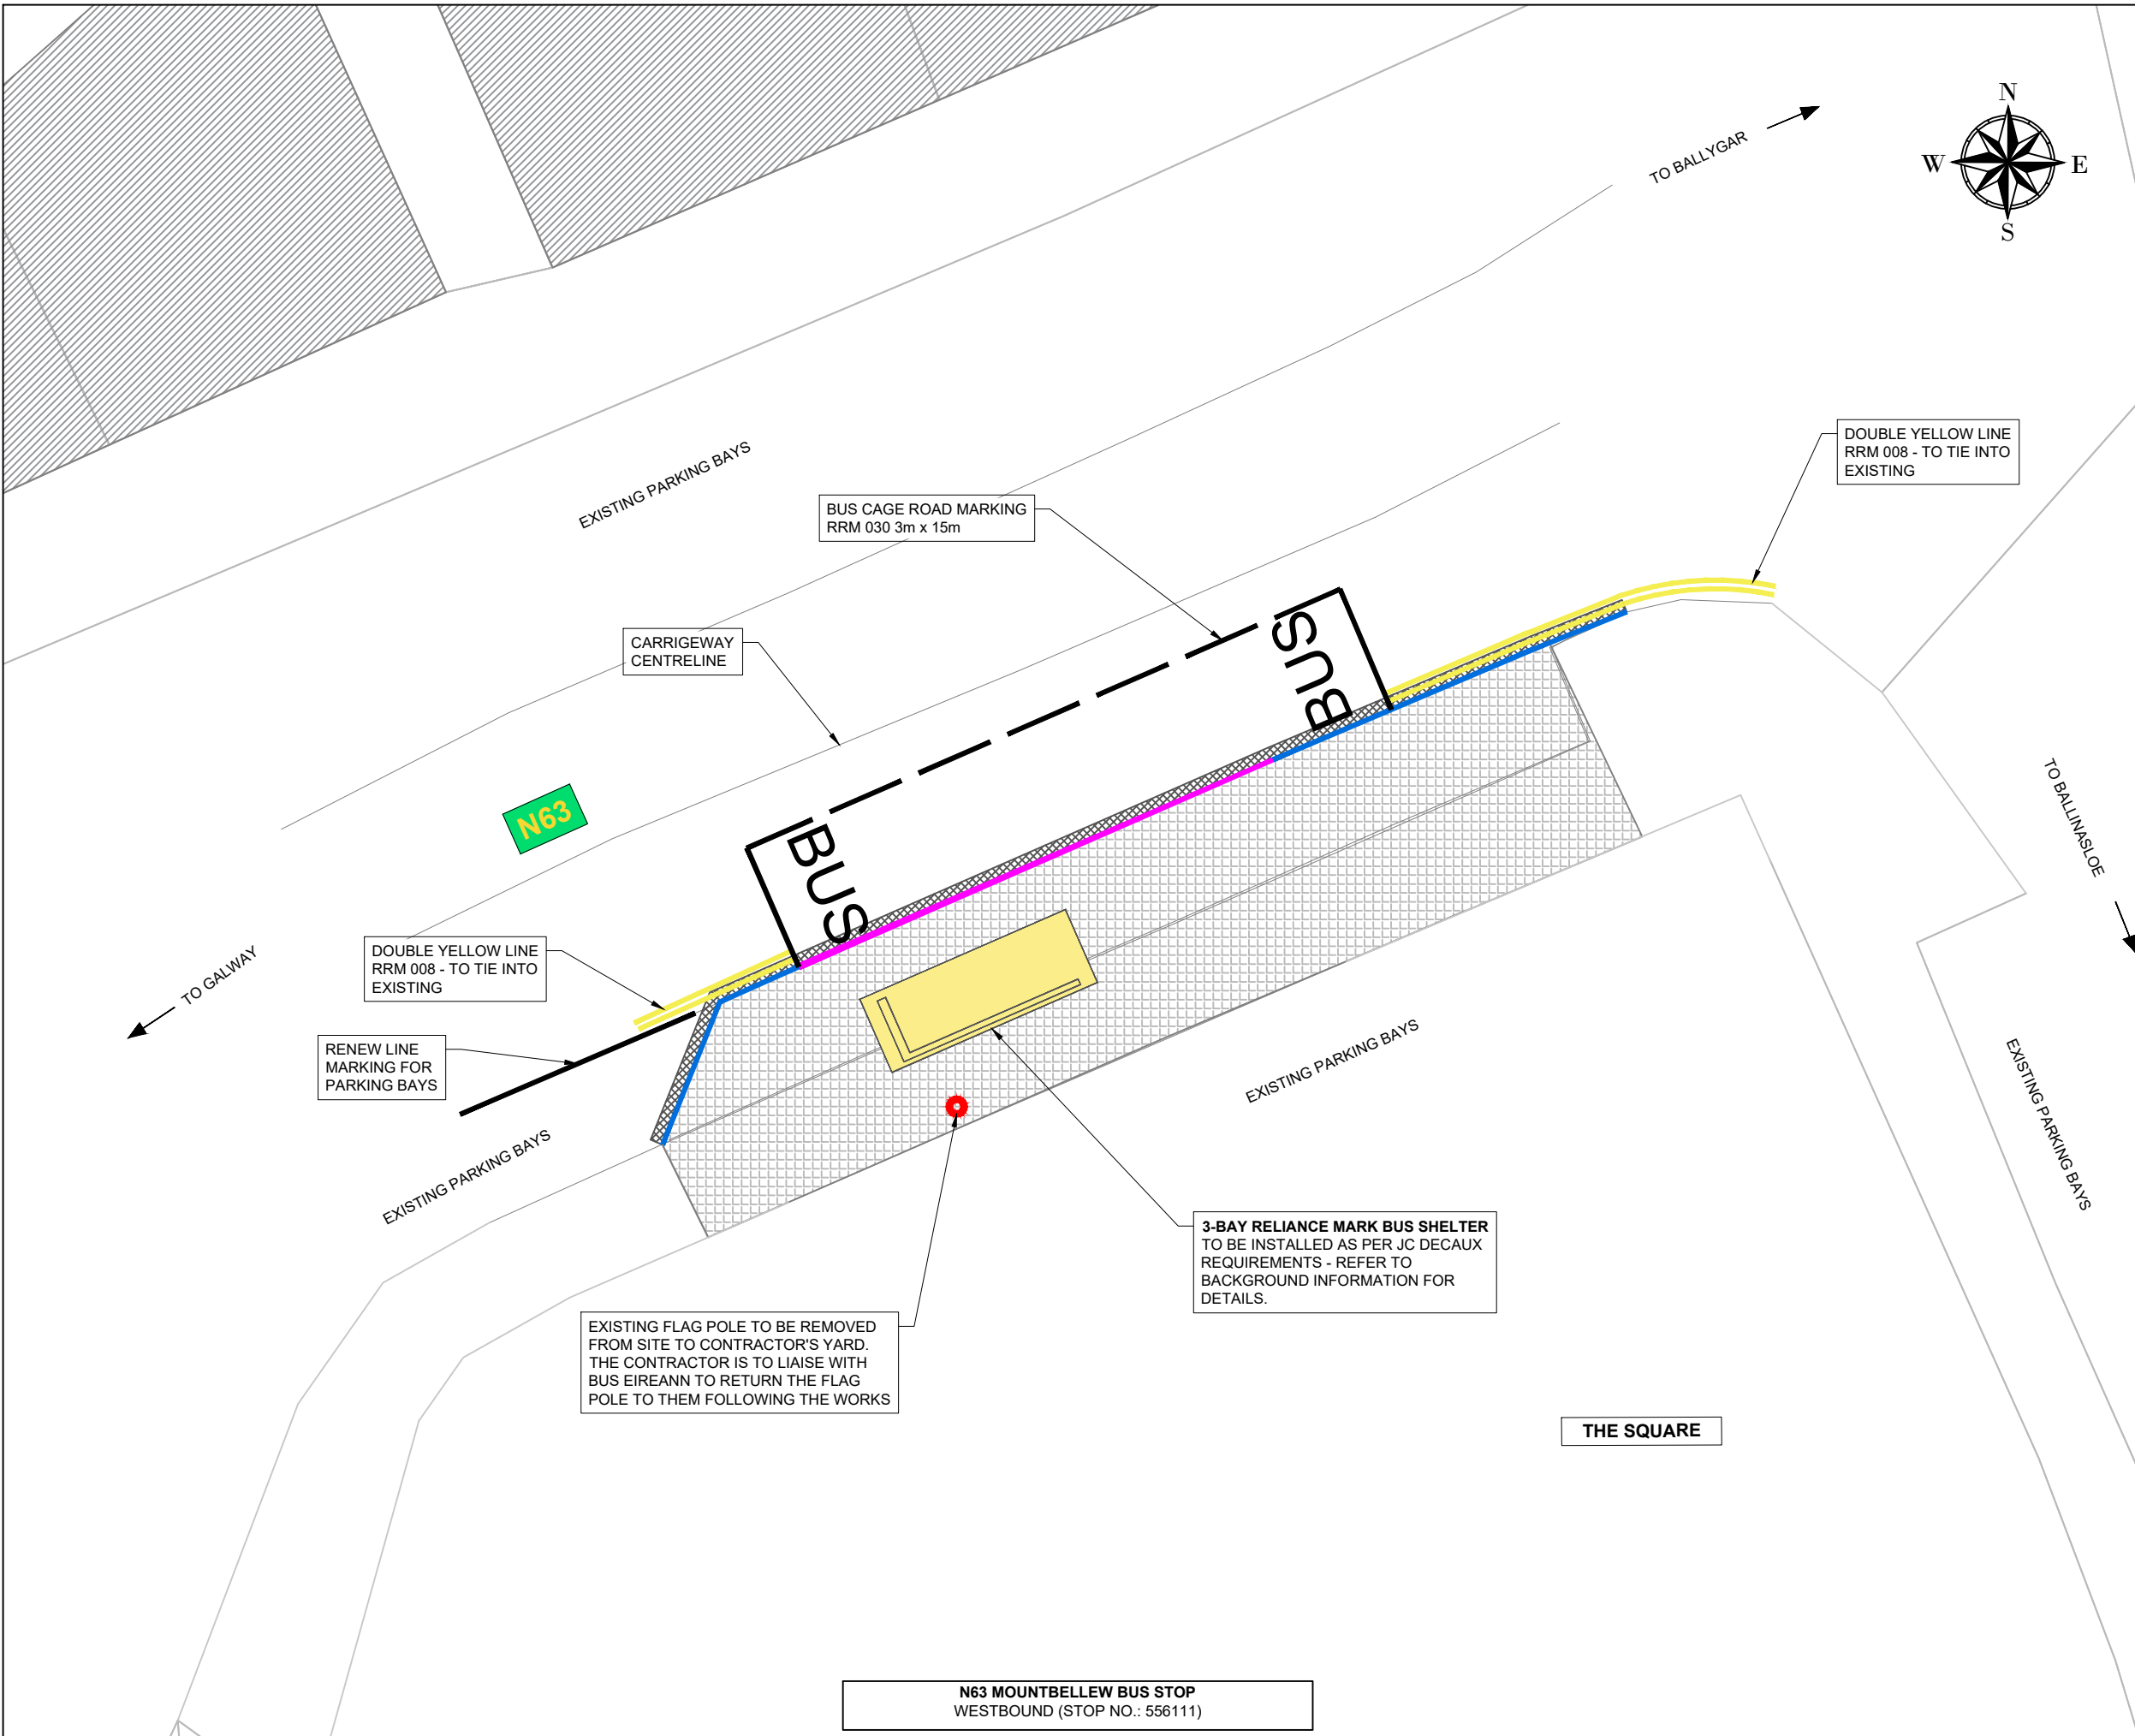 N
W
E
S
TO BALLYGAR
DOUBLE YELLOW LINE
RRM 008 - TO TIE INTO
EXISTING
EXISTING PARKING BAYS
BUS CAGE ROAD MARKING
RRM 030 3m x 15m
CARRIGEWAY
CENTRELINE
BUS
N63
BUS
TO BALLINASLOE
DOUBLE YELLOW LINE
RRM 008 - TO TIE INTO
EXISTING
TO GALWAY
RENEW LINE
MARKING FOR
PARKING BAYS
EXISTING PARKING BAYS
EXISTING PARKING BAYS
EXISTING PARKING BAYS
3-BAY RELIANCE MARK BUS SHELTER
TO BE INSTALLED AS PER JC DECAUX
REQUIREMENTS - REFER TO
BACKGROUND INFORMATION FOR
DETAILS.
EXISTING FLAG POLE TO BE REMOVED
FROM SITE TO CONTRACTOR'S YARD.
THE CONTRACTOR IS TO LIAISE WITH
BUS EIREANN TO RETURN THE FLAG
POLE TO THEM FOLLOWING THE WORKS
THE SQUARE
N63 MOUNTBELLEW BUS STOP
WESTBOUND (STOP NO.: 556111)